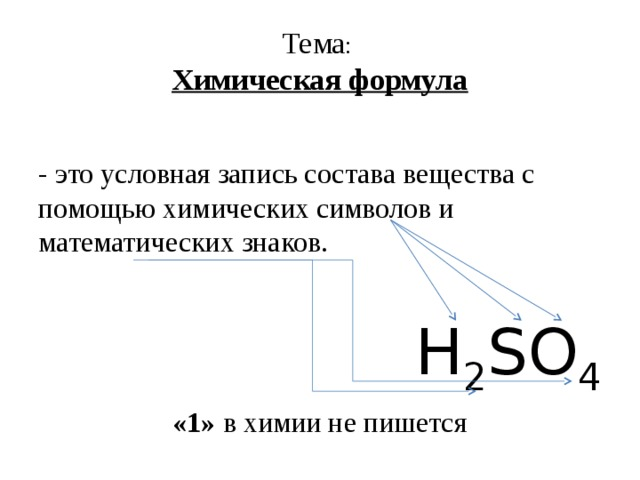 Тема:
Химическая формула
- это условная запись состава вещества с
помощью химических символов и
математических знаков.
H₂SO₄
«1» в химии не пишется